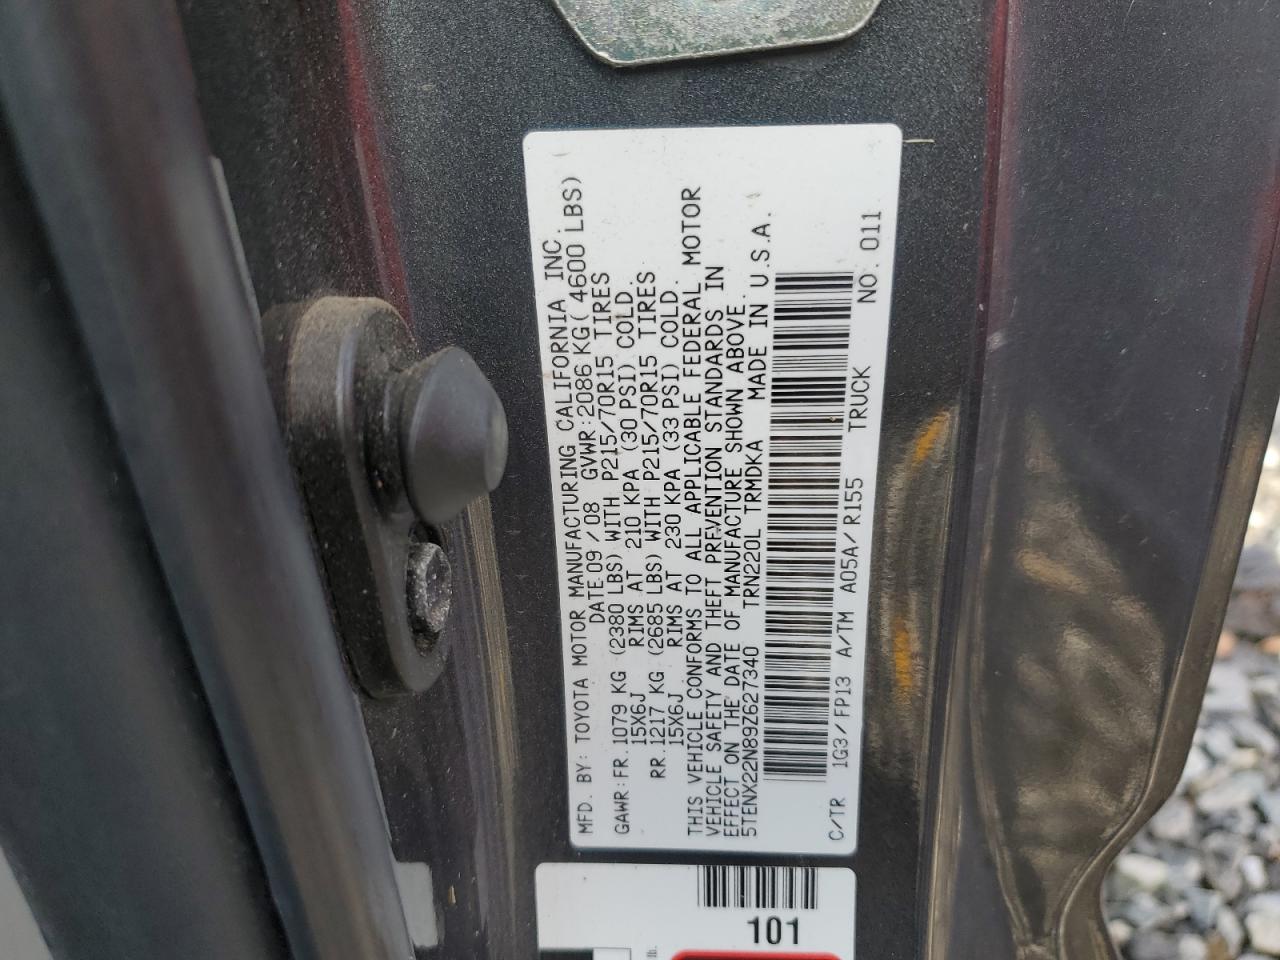 MFD. BY: TOYOTA MOTOR MANUFACTURING CALIFORNIA INC.
DATE 09/08 GVWR:2086 KG(4600 LBS)
GAWR: FR. 1079 KG (2380 LBS) WITH P215/70R15 TIRES
15X6J RIMS AT 210 KPA (30 PSI) COLD
RR. 1217 KG (2685 LBS) WITH P215/70R15 TIRES
15X6J RIMS AT 230 KPA (33 PSI) COLD.
THIS VEHICLE CONFORMS TO ALL APPLICABLE FEDERAL MOTOR
VEHICLE SAFETY AND THEFT PREVENTION STANDARDS IN
EFFECT ON THE DATE OF MANUFACTURE SHOWN ABOVE.
5TENX22N89Z627340 TRN220L TRMDKA MADE IN U.S.A.
C/TR 1G3/FP13 A/TM A05A/R155 TRUCK NO. 011
101
lb.